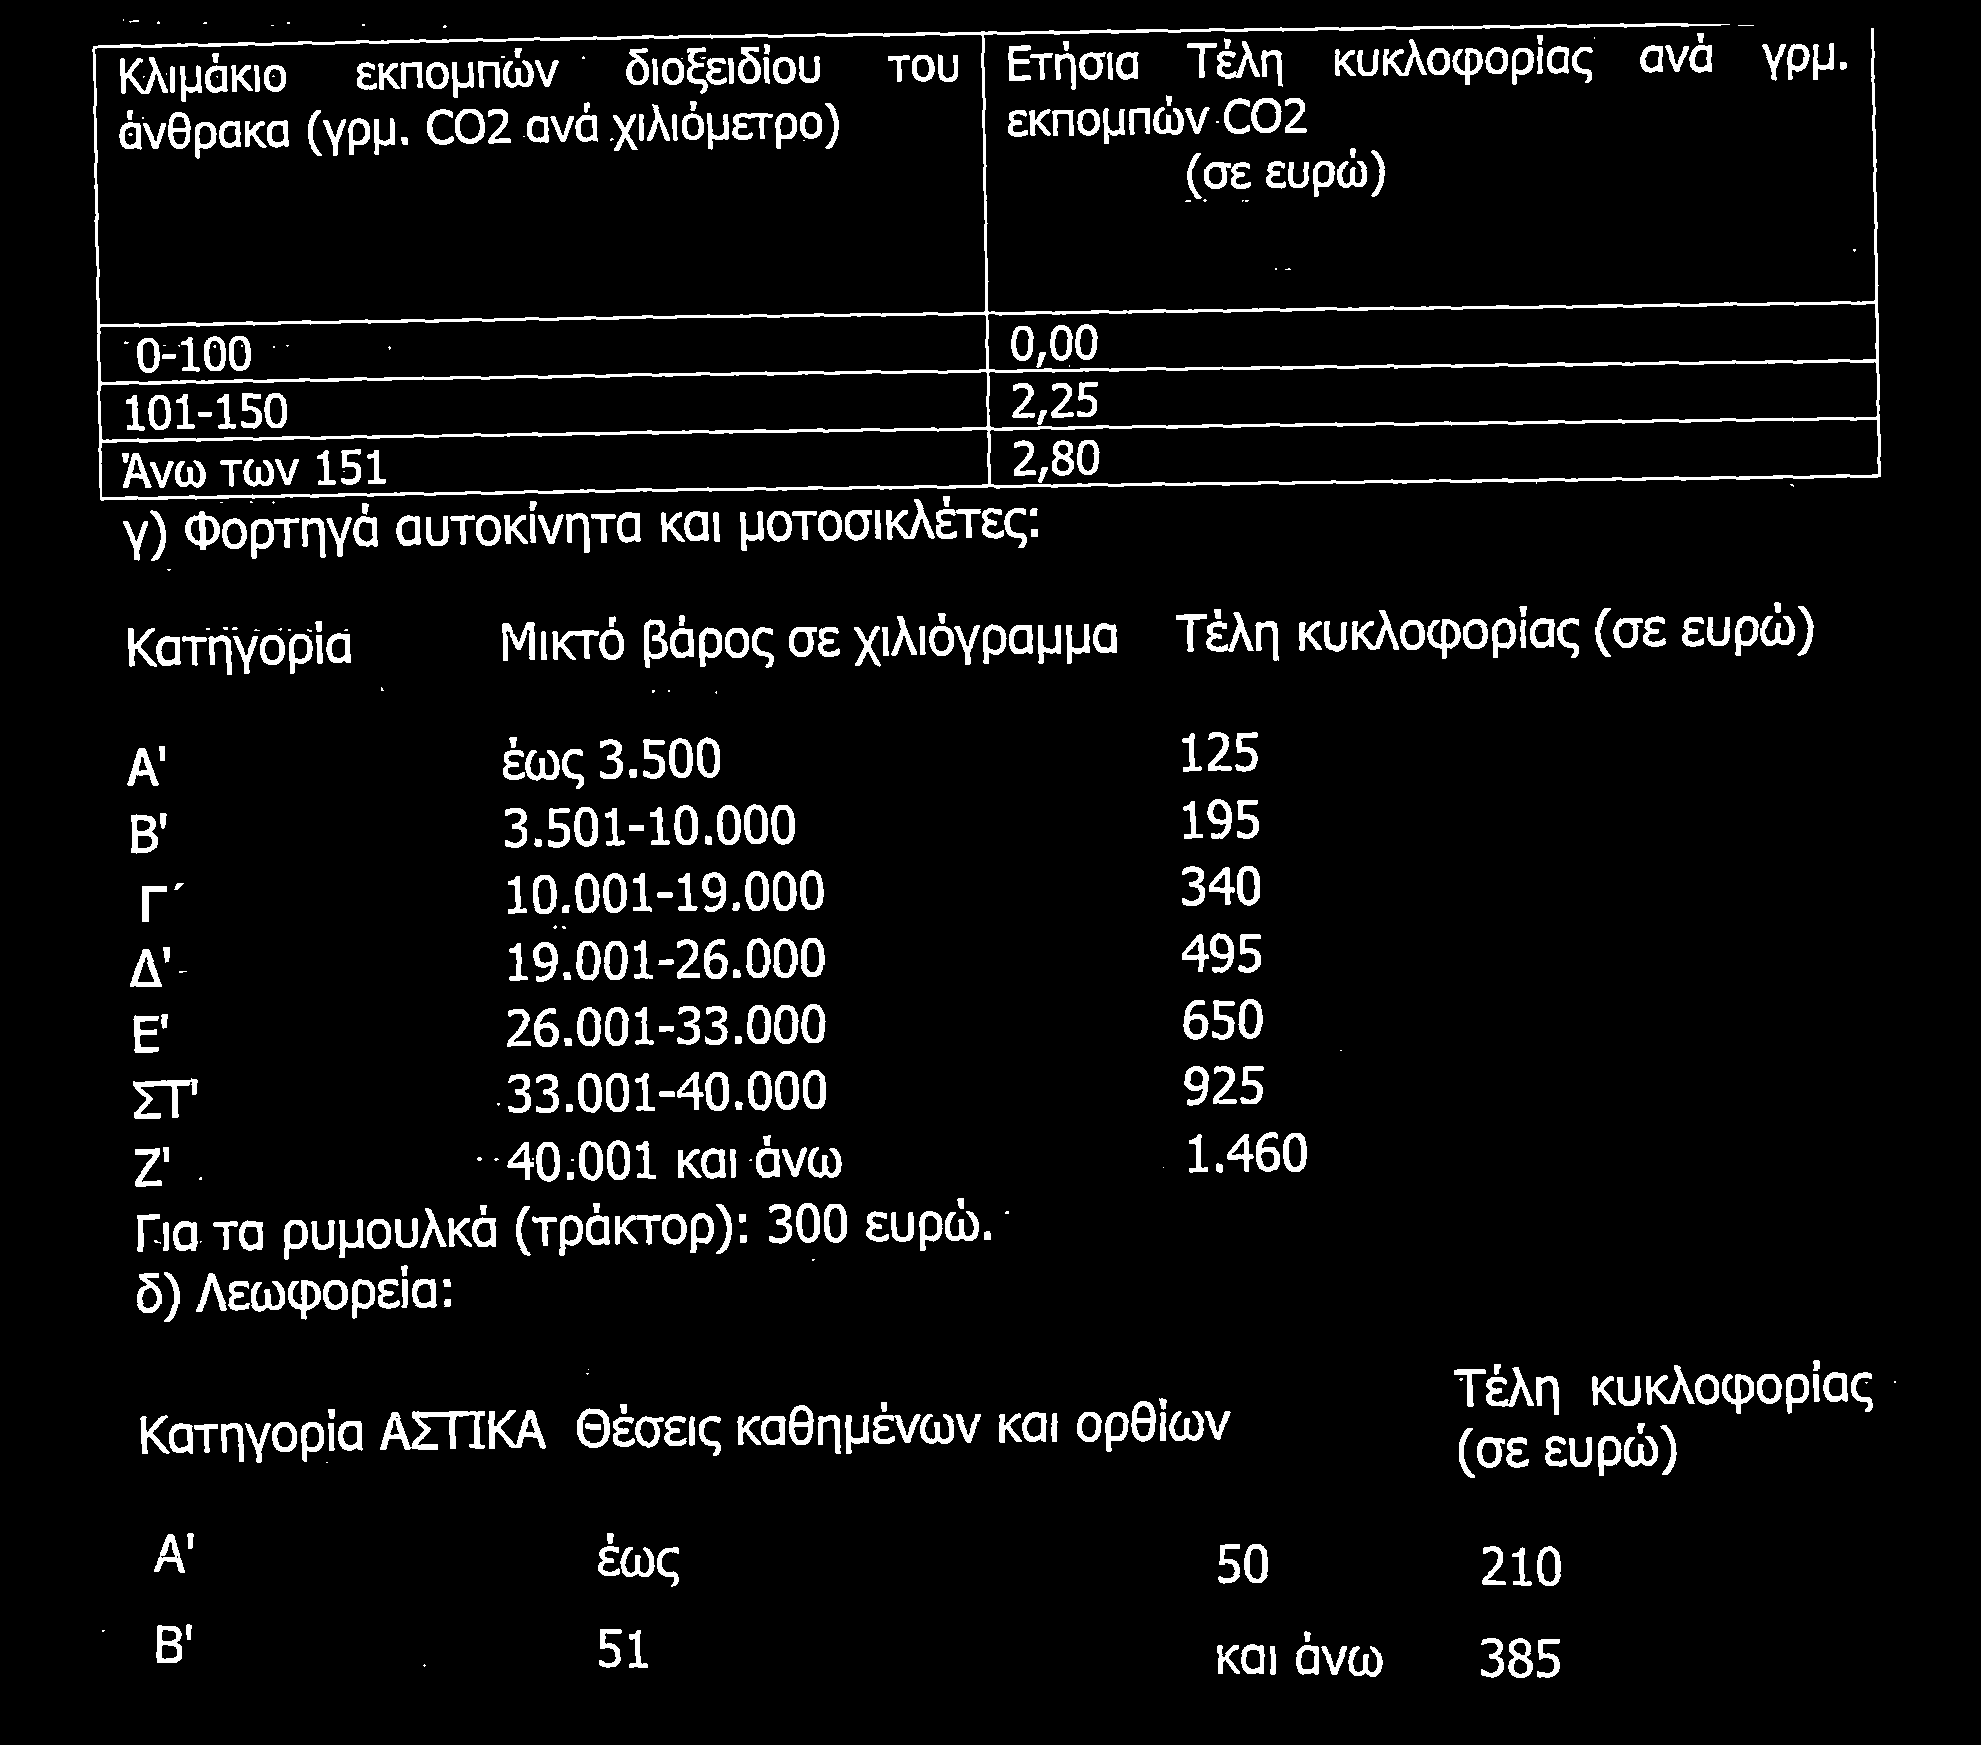 Κλιμάκιο εκπομπών διοξειδίου του
άνθρακα (γρμ. CO2 ανά χιλιόμετρο)
Ετήσια Τέλη κυκλοφορίας ανά γρμ.
εκπομπών CO2
(σε ευρώ)
0-100 0,00
101-150 2,25
Άνω των 151 2,80
γ) Φορτηγά αυτοκίνητα και μοτοσικλέτες:
Κατηγορία Μικτό βάρος σε χιλιόγραμμα Τέλη κυκλοφορίας (σε ευρώ)
Α' έως 3.500 125
Β' 3.501-10.000 195
Γ΄ 10.001-19.000 340
Δ' 19.001-26.000 495
Ε' 26.001-33.000 650
ΣΤ' 33.001-40.000 925
Ζ' 40.001 και άνω 1.460
Για τα ρυμουλκά (τράκτορ): 300 ευρώ.
δ) Λεωφορεία:
Κατηγορία ΑΣΤΙΚΑ Θέσεις καθημένων και ορθίων
Τέλη κυκλοφορίας
(σε ευρώ)
Α' έως 50 210
Β' 51 και άνω 385